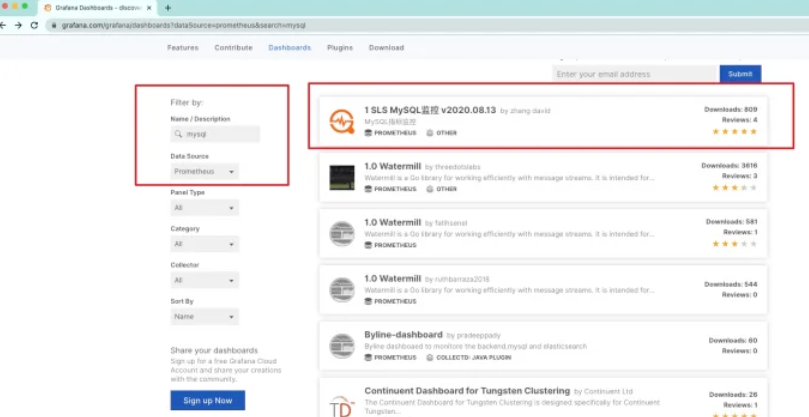 Grafana Dashboards - discover
grafana.com/grafana/dashboards?dataSource=prometheus&search=mysql
Features Contribute Dashboards Plugins Download
Enter your email address Submit
Filter by:
Name / Description
mysql
Data Source
Prometheus
Panel Type
All
Category
All
Collector
All
Sort By
Name
Share your dashboards
Sign up for a free Grafana Cloud
Account and share your creations
with the community.
Sign up Now
1 SLS MySQL监控 v2020.08.13 by zhang david
MySQL指标监控
PROMETHEUS OTHER
Downloads: 809
Reviews: 4
1.0 Watermill by threedotslabs
Watermill is a Go library for working efficiently with message streams. It is intended for...
PROMETHEUS OTHER
Downloads: 3616
Reviews: 3
1.0 Watermill by fatihsenel
Watermill is a Go library for working efficiently with message streams. It is intended for...
PROMETHEUS
Downloads: 581
Reviews: 1
1.0 Watermill by ruthbarraza2018
Watermill is a Go library for working efficiently with message streams. It is intended for...
PROMETHEUS
Downloads: 544
Reviews: 0
Byline-dashboard by pradeeppady
Byline dashboaed to monitore the backend,mysql and elasticsearch
PROMETHEUS COLLECTD: JAVA PLUGIN
Downloads: 60
Reviews: 0
TD
Continuent Dashboard for Tungsten Clustering by Continuent Ltd
The Continuent Dashboard for Tungsten Clustering is designed specifically for Continuent
Tungsten...
Downloads: 26
Reviews: 1